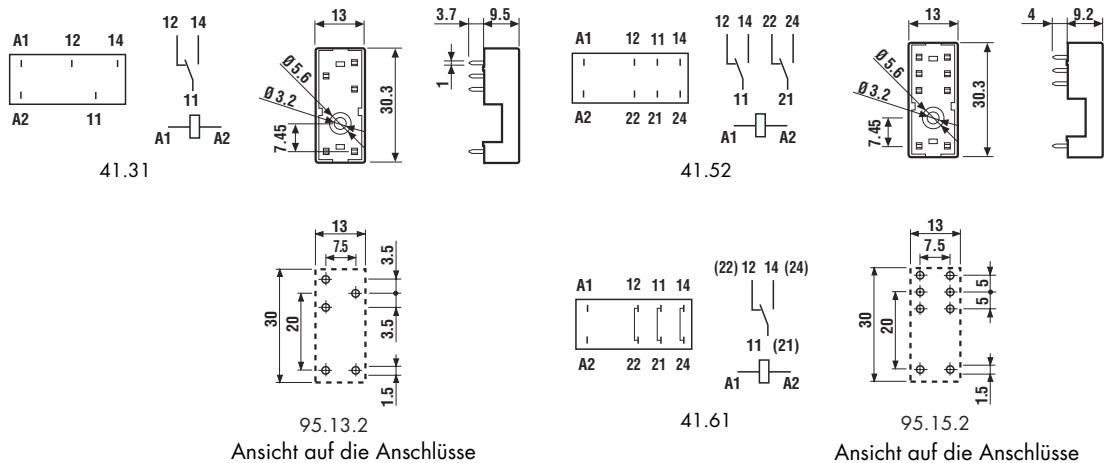 A1 12 14
A2 11
12 14
11
A1 A2
41.31
13
Ø 5.6
Ø 3.2
7.45
30.3
3.7 9.5
1
A1 12 11 14
A2 22 21 24
12 14 22 24
11 21
A1 A2
41.52
13
Ø 5.6
Ø 3.2
7.45
30.3
4 9.2
13
7.5
3.5
30
20
3.5
1.5
95.13.2
Ansicht auf die Anschlüsse
A1 12 11 14
A2 22 21 24
(22) 12 14 (24)
11 (21)
A1 A2
41.61
13
7.5
5
5
30
20
1.5
95.15.2
Ansicht auf die Anschlüsse